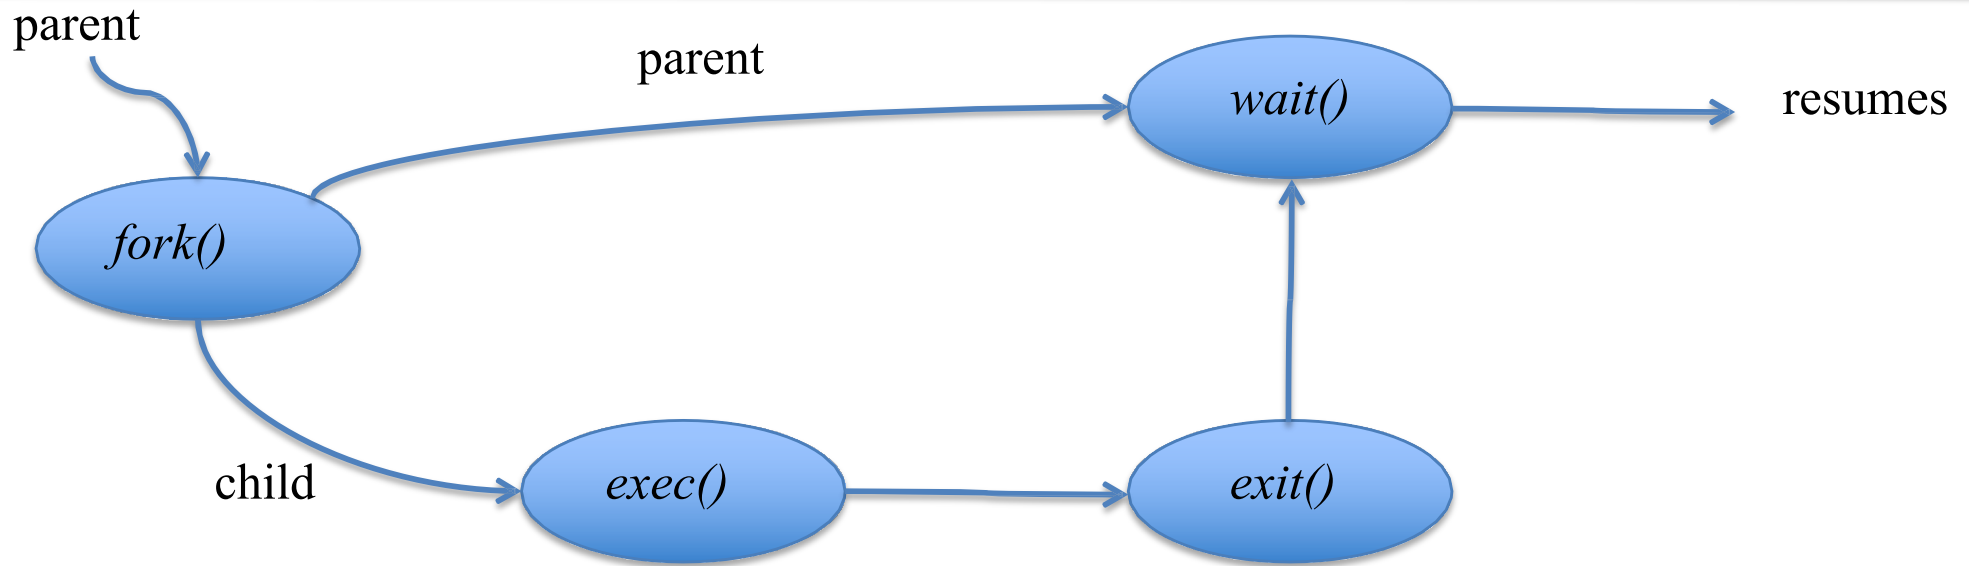 parent
parent
wait()
resumes
fork()
child
exec()
exit()